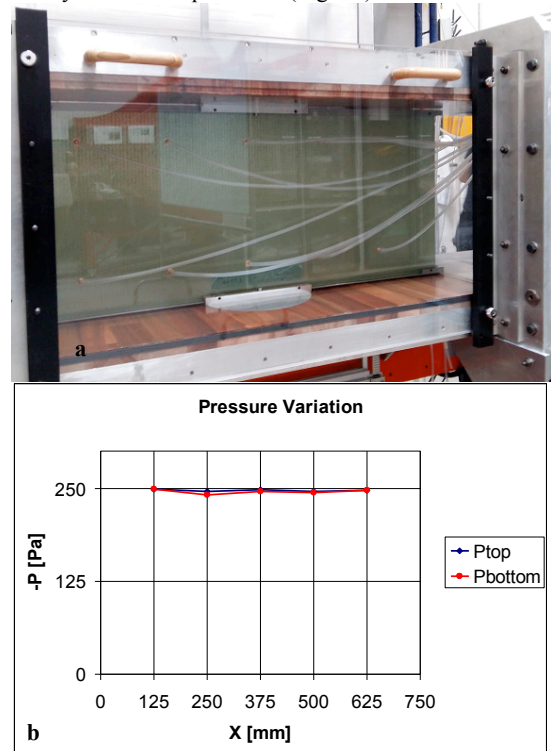 a
Pressure Variation
250
125
0
-P [Pa]
0 125 250 375 500 625 750
X [mm]
Ptop
Pbottom
b